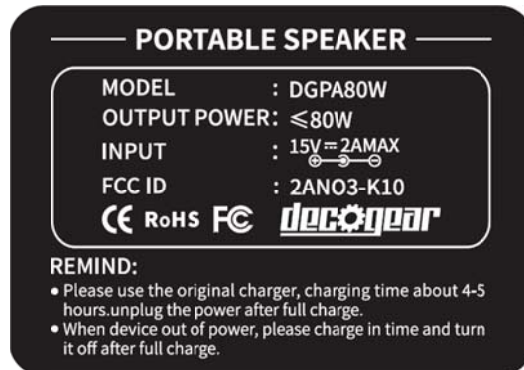 PORTABLE SPEAKER
MODEL : DGPA80W
OUTPUT POWER: ≤80W
INPUT : 15V⎓2AMAX
FCC ID : 2ANO3-K10
CE RoHS FC decogear
REMIND:
• Please use the original charger, charging time about 4-5
hours.unplug the power after full charge.
• When device out of power, please charge in time and turn
it off after full charge.